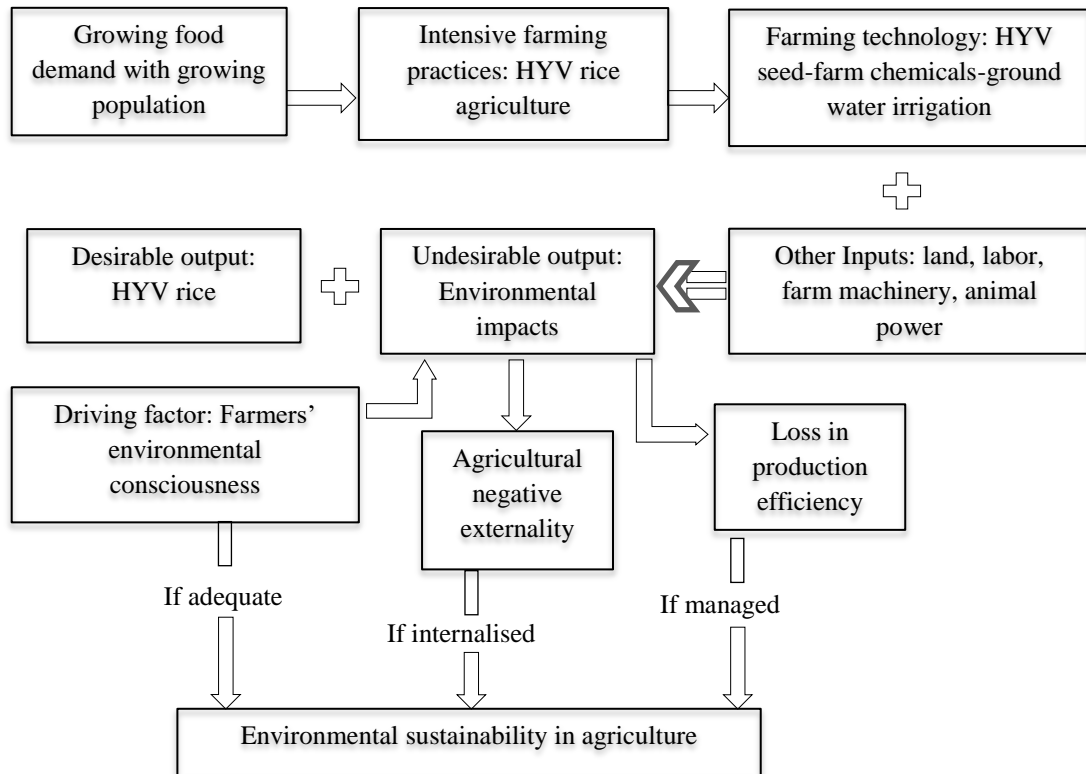 Growing food
demand with growing
population
Intensive farming
practices: HYV rice
agriculture
Farming technology: HYV
seed-farm chemicals-ground
water irrigation
Desirable output:
HYV rice
Undesirable output:
Environmental
impacts
Other Inputs: land, labor,
farm machinery, animal
power
Driving factor: Farmers’
environmental
consciousness
Agricultural
negative
externality
Loss in
production
efficiency
If adequate
If internalised
If managed
Environmental sustainability in agriculture